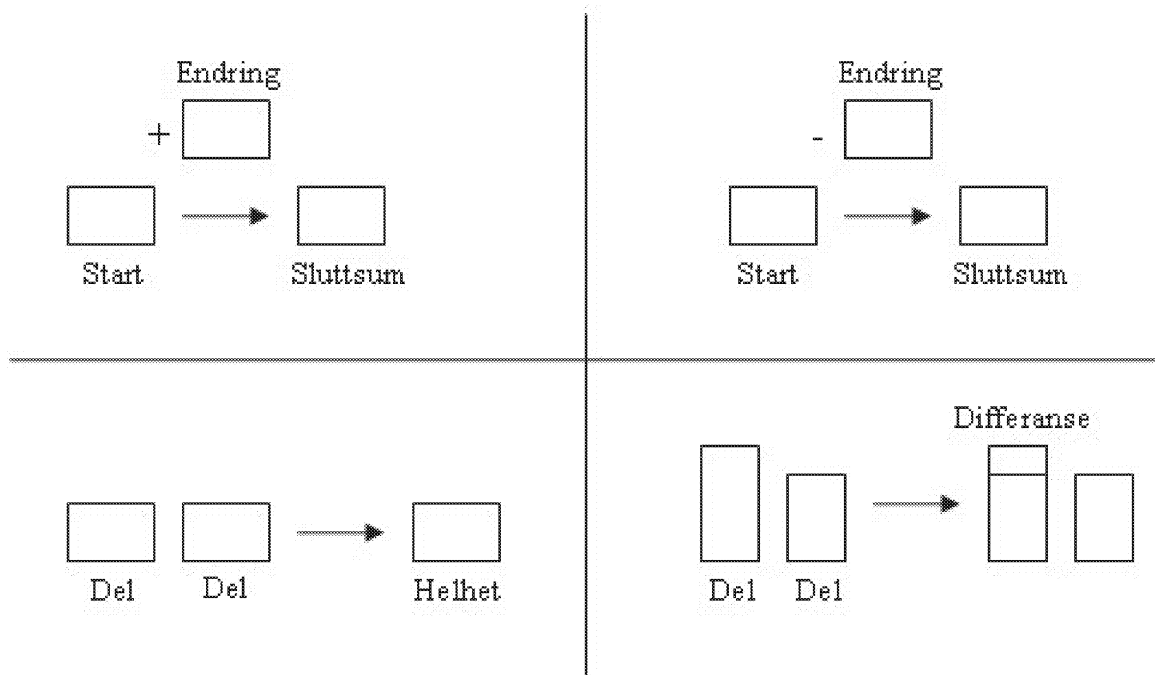 Endring
+
Start
Sluttsum
Endring
-
Start
Sluttsum
Del
Del
Helhet
Differanse
Del
Del